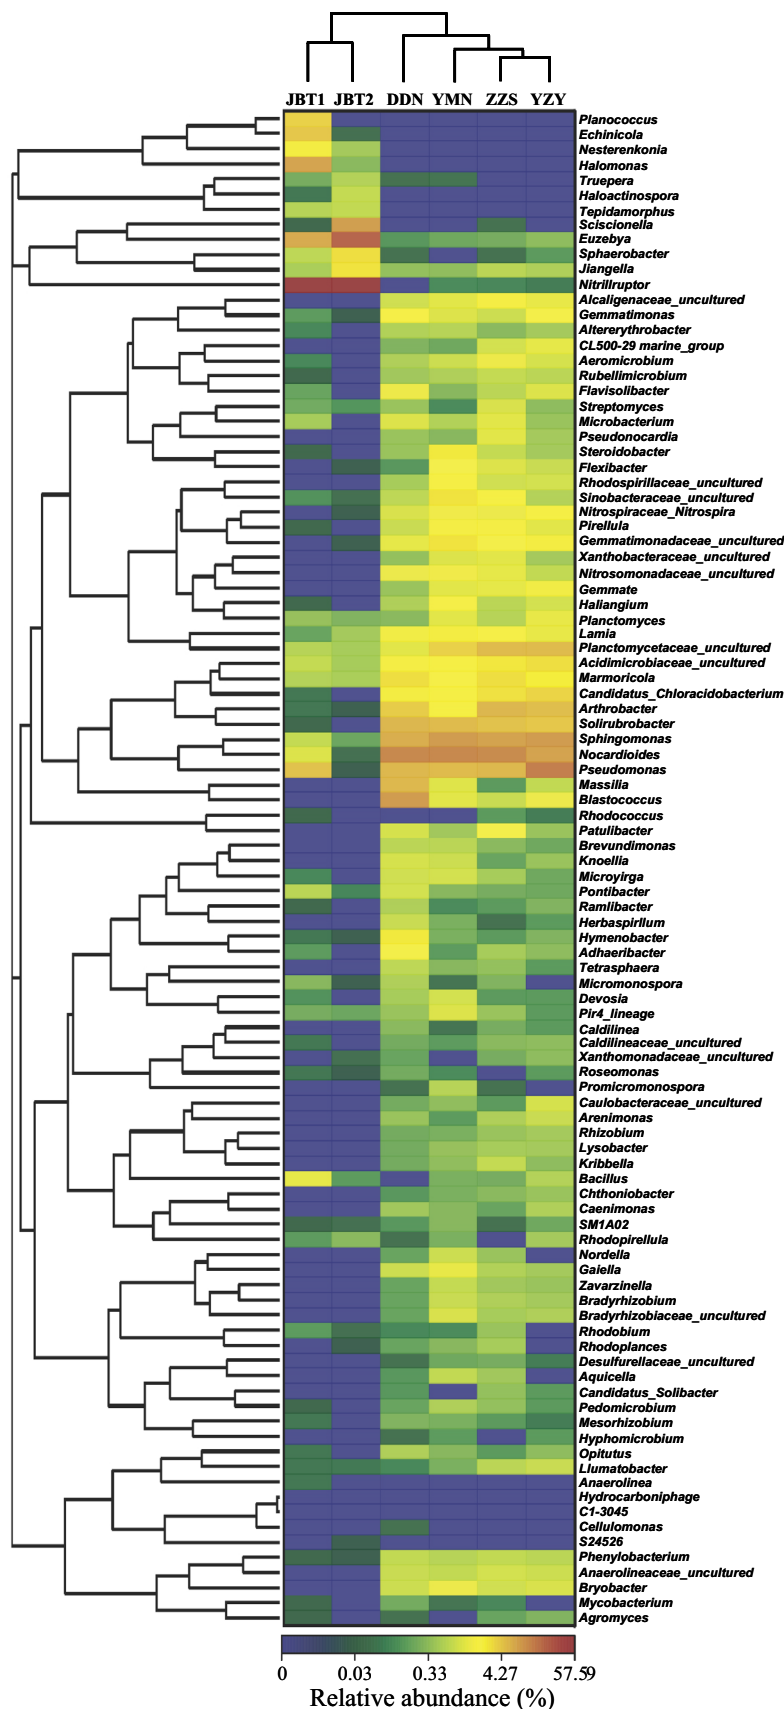 JBT1 JBT2 DDN YMN ZZS YZY
Planococcus
Echinicola
Nesterenkonia
Halomonas
Truepera
Haloactinospora
Tepidamorphus
Sciscionella
Euzebya
Sphaerobacter
Jiangella
Nitrillruptor
Alcaligenaceae_uncultured
Gemmatimonas
Altererythrobacter
CL500-29 marine_group
Aeromicrobium
Rubellimicrobium
Flavisolibacter
Streptomyces
Microbacterium
Pseudonocardia
Steroidobacter
Flexibacter
Rhodospirillaceae_uncultured
Sinobacteraceae_uncultured
Nitrospiraceae_Nitrospira
Pirellula
Gemmatimonadaceae_uncultured
Xanthobacteraceae_uncultured
Nitrosomonadaceae_uncultured
Gemmate
Haliangium
Planctomyces
Lamia
Planctomycetaceae_uncultured
Acidimicrobiaceae_uncultured
Marmoricola
Candidatus_Chloracidobacterium
Arthrobacter
Solirubrobacter
Sphingomonas
Nocardioides
Pseudomonas
Massilia
Blastococcus
Rhodococcus
Patulibacter
Brevundimonas
Knoellia
Microyirga
Pontibacter
Ramlibacter
Herbaspirllum
Hymenobacter
Adhaeribacter
Tetrasphaera
Micromonospora
Devosia
Pir4_lineage
Caldilinea
Caldilineaceae_uncultured
Xanthomonadaceae_uncultured
Roseomonas
Promicromonospora
Caulobacteraceae_uncultured
Arenimonas
Rhizobium
Lysobacter
Kribbella
Bacillus
Chthoniobacter
Caenimonas
SM1A02
Rhodopirellula
Nordella
Gaiella
Zavarzinella
Bradyrhizobium
Bradyrhizobiaceae_uncultured
Rhodobium
Rhodoplances
Desulfurellaceae_uncultured
Aquicella
Candidatus_Solibacter
Pedomicrobium
Mesorhizobium
Hyphomicrobium
Opitutus
Llumatobacter
Anaerolinea
Hydrocarboniphage
C1-3045
Cellulomonas
S24526
Phenylobacterium
Anaerolineaceae_uncultured
Bryobacter
Mycobacterium
Agromyces
0 0.03 0.33 4.27 57.59
Relative abundance (%)